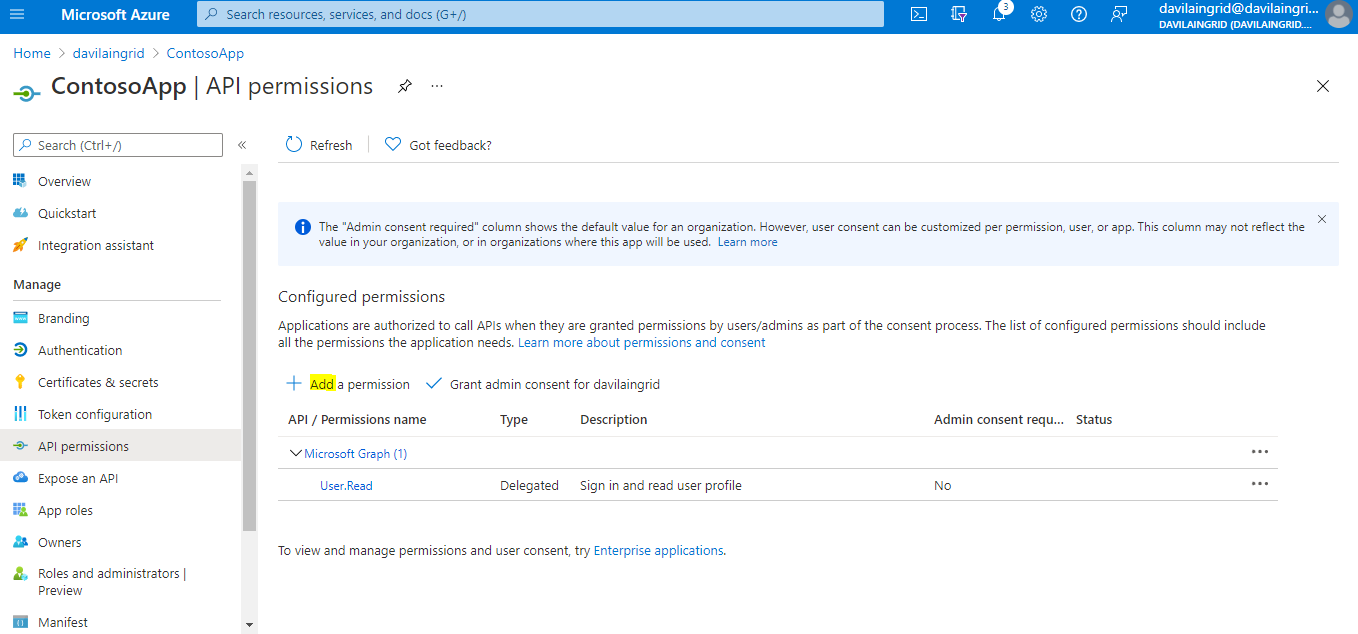 Microsoft Azure
Search resources, services, and docs (G+/)
3
davilaingrid@davilaingri...
DAVILAINGRID (DAVILAINGRID....
Home > davilaingrid > ContosoApp
ContosoApp | API permissions
...
Search (Ctrl+/)
«
Refresh
Got feedback?
Overview
Quickstart
Integration assistant
Manage
Branding
Authentication
Certificates & secrets
Token configuration
API permissions
Expose an API
App roles
Owners
Roles and administrators |
Preview
Manifest
The "Admin consent required" column shows the default value for an organization. However, user consent can be customized per permission, user, or app. This column may not reflect the
value in your organization, or in organizations where this app will be used. Learn more
Configured permissions
Applications are authorized to call APIs when they are granted permissions by users/admins as part of the consent process. The list of configured permissions should include
all the permissions the application needs. Learn more about permissions and consent
Add a permission
Grant admin consent for davilaingrid
API / Permissions name Type Description Admin consent requ... Status
Microsoft Graph (1)
User.Read Delegated Sign in and read user profile No
To view and manage permissions and user consent, try Enterprise applications.